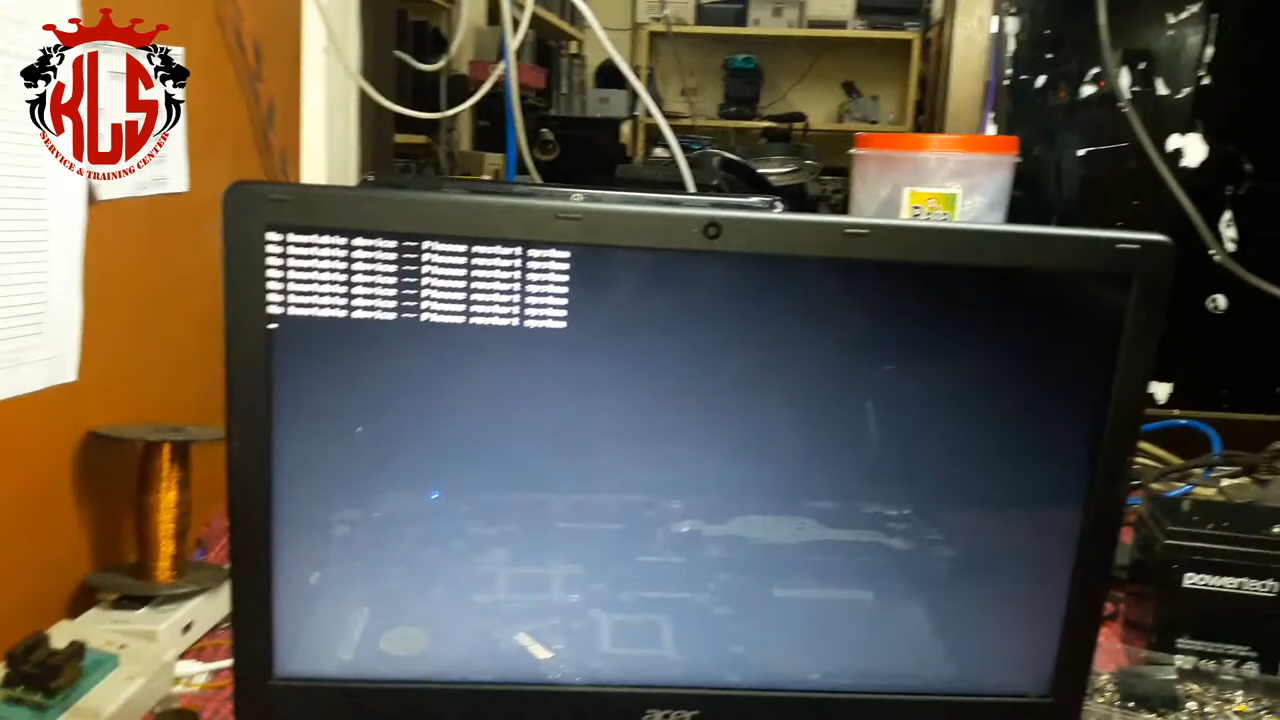 KLS
SERVICE & TRAINING CENTER
No bootable device -- Please restart system
No bootable device -- Please restart system
No bootable device -- Please restart system
No bootable device -- Please restart system
No bootable device -- Please restart system
No bootable device -- Please restart system
No bootable device -- Please restart system
powertech
acer